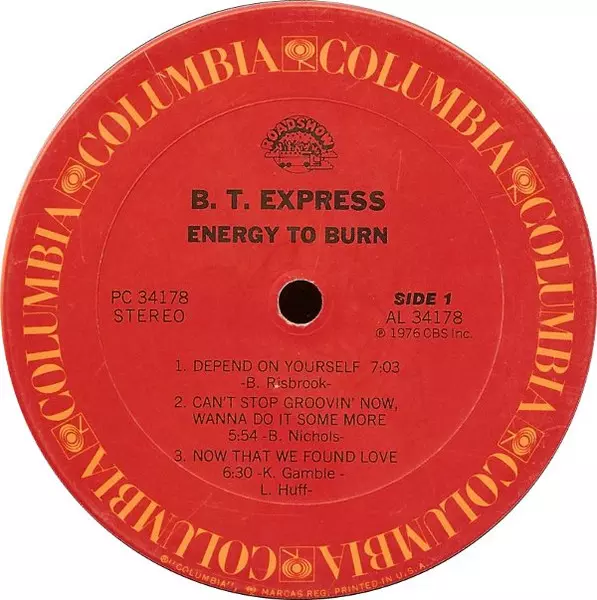 COLUMBIA COLUMBIA COLUMBIA COLUMBIA COLUMBIA COLUMBIA
ROADSHOW
B. T. EXPRESS
ENERGY TO BURN
PC 34178
STEREO
SIDE 1
AL 34178
℗ 1976 CBS Inc.
1. DEPEND ON YOURSELF 7:03
-B. Risbrook-
2. CAN'T STOP GROOVIN' NOW,
WANNA DO IT SOME MORE
5:54 -B. Nichols-
3. NOW THAT WE FOUND LOVE
6:30 -K. Gamble -
L. Huff-
®"COLUMBIA", MARCAS REG. PRINTED IN U.S.A.